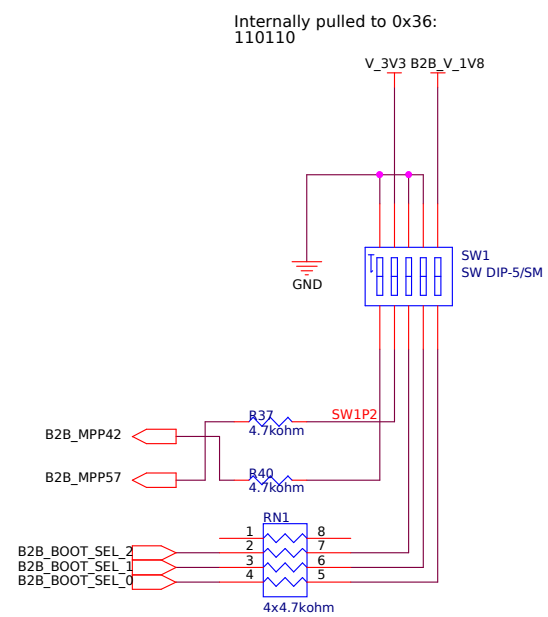 Internally pulled to 0x36:
110110
V_3V3 B2B_V_1V8
SW1
SW DIP-5/SM
GND
R37
SW1P2
4.7kohm
B2B_MPP42
R40
B2B_MPP57
4.7kohm
RN1
1 8
B2B_BOOT_SEL_2 2 7
B2B_BOOT_SEL_1 3 6
B2B_BOOT_SEL_0 4 5
4x4.7kohm